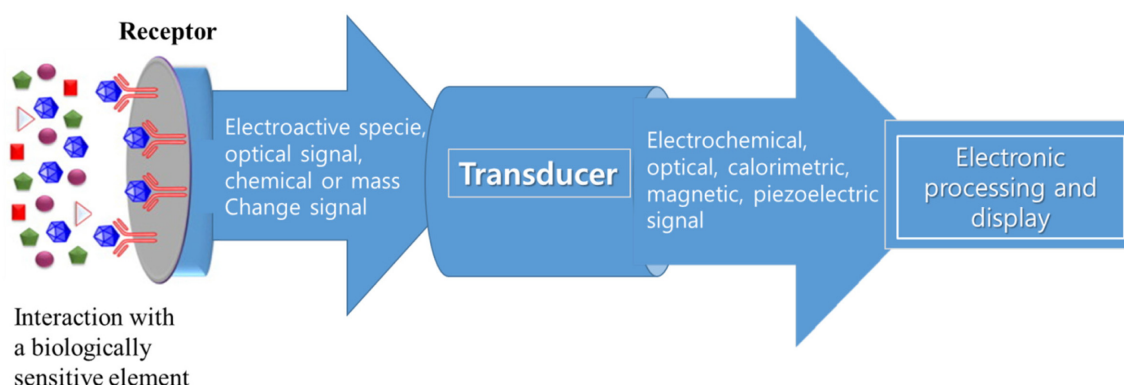 Receptor
Electroactive specie,
optical signal,
chemical or mass
Change signal
Transducer
Electrochemical,
optical, calorimetric,
magnetic, piezoelectric
signal
Electronic
processing and
display
Interaction with
a biologically
sensitive element